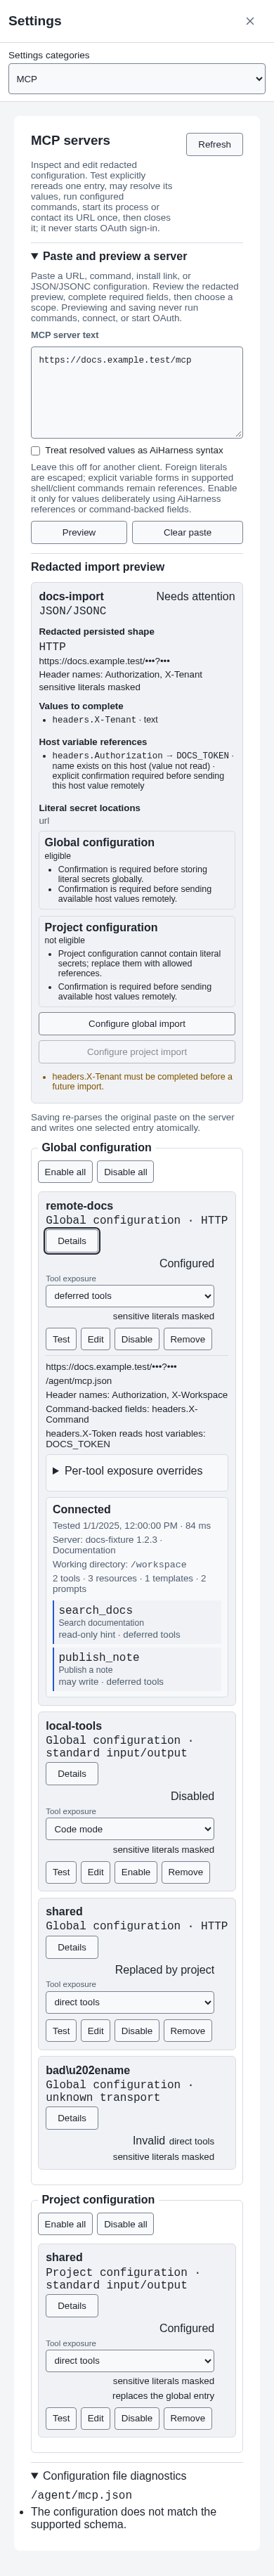 Settings
Settings categories
MCP
MCP servers
Refresh
Inspect and edit redacted
configuration. Test explicitly
rereads one entry, may resolve its
values, run configured
commands, start its process or
contact its URL once, then closes
it; it never starts OAuth sign-in.
Paste and preview a server
Paste a URL, command, install link, or
JSON/JSONC configuration. Review the redacted
preview, complete required fields, then choose a
scope. Previewing and saving never run
commands, connect, or start OAuth.
MCP server text
https://docs.example.test/mcp
Treat resolved values as AiHarness syntax
Leave this off for another client. Foreign literals
are escaped; explicit variable forms in supported
shell/client commands remain references. Enable
it only for values deliberately using AiHarness
references or command-backed fields.
Preview
Clear paste
Redacted import preview
docs-import
Needs attention
JSON/JSONC
Redacted persisted shape
HTTP
https://docs.example.test/•••?•••
Header names: Authorization, X-Tenant
sensitive literals masked
Values to complete
• headers.X-Tenant · text
Host variable references
• headers.Authorization → DOCS_TOKEN ·
name exists on this host (value not read) ·
explicit confirmation required before sending
this host value remotely
Literal secret locations
url
Global configuration
eligible
• Confirmation is required before storing
literal secrets globally.
• Confirmation is required before sending
available host values remotely.
Project configuration
not eligible
• Project configuration cannot contain literal
secrets; replace them with allowed
references.
• Confirmation is required before sending
available host values remotely.
Configure global import
Configure project import
• headers.X-Tenant must be completed before a
future import.
Saving re-parses the original paste on the server
and writes one selected entry atomically.
Global configuration
Enable all
Disable all
remote-docs
Global configuration · HTTP
Details
Configured
Tool exposure
deferred tools
sensitive literals masked
Test
Edit
Disable
Remove
https://docs.example.test/•••?•••
/agent/mcp.json
Header names: Authorization, X-Workspace
Command-backed fields: headers.X-
Command
headers.X-Token reads host variables:
DOCS_TOKEN
Per-tool exposure overrides
Connected
Tested 1/1/2025, 12:00:00 PM · 84 ms
Server: docs-fixture 1.2.3 ·
Documentation
Working directory: /workspace
2 tools · 3 resources · 1 templates · 2
prompts
search_docs
Search documentation
read-only hint · deferred tools
publish_note
Publish a note
may write · deferred tools
local-tools
Global configuration ·
standard input/output
Details
Disabled
Tool exposure
Code mode
sensitive literals masked
Test
Edit
Enable
Remove
shared
Global configuration · HTTP
Details
Replaced by project
Tool exposure
direct tools
Test
Edit
Disable
Remove
bad\u202ename
Global configuration ·
unknown transport
Details
Invalid direct tools
sensitive literals masked
Project configuration
Enable all
Disable all
shared
Project configuration ·
standard input/output
Details
Configured
Tool exposure
direct tools
sensitive literals masked
replaces the global entry
Test
Edit
Disable
Remove
Configuration file diagnostics
/agent/mcp.json
• The configuration does not match the
supported schema.